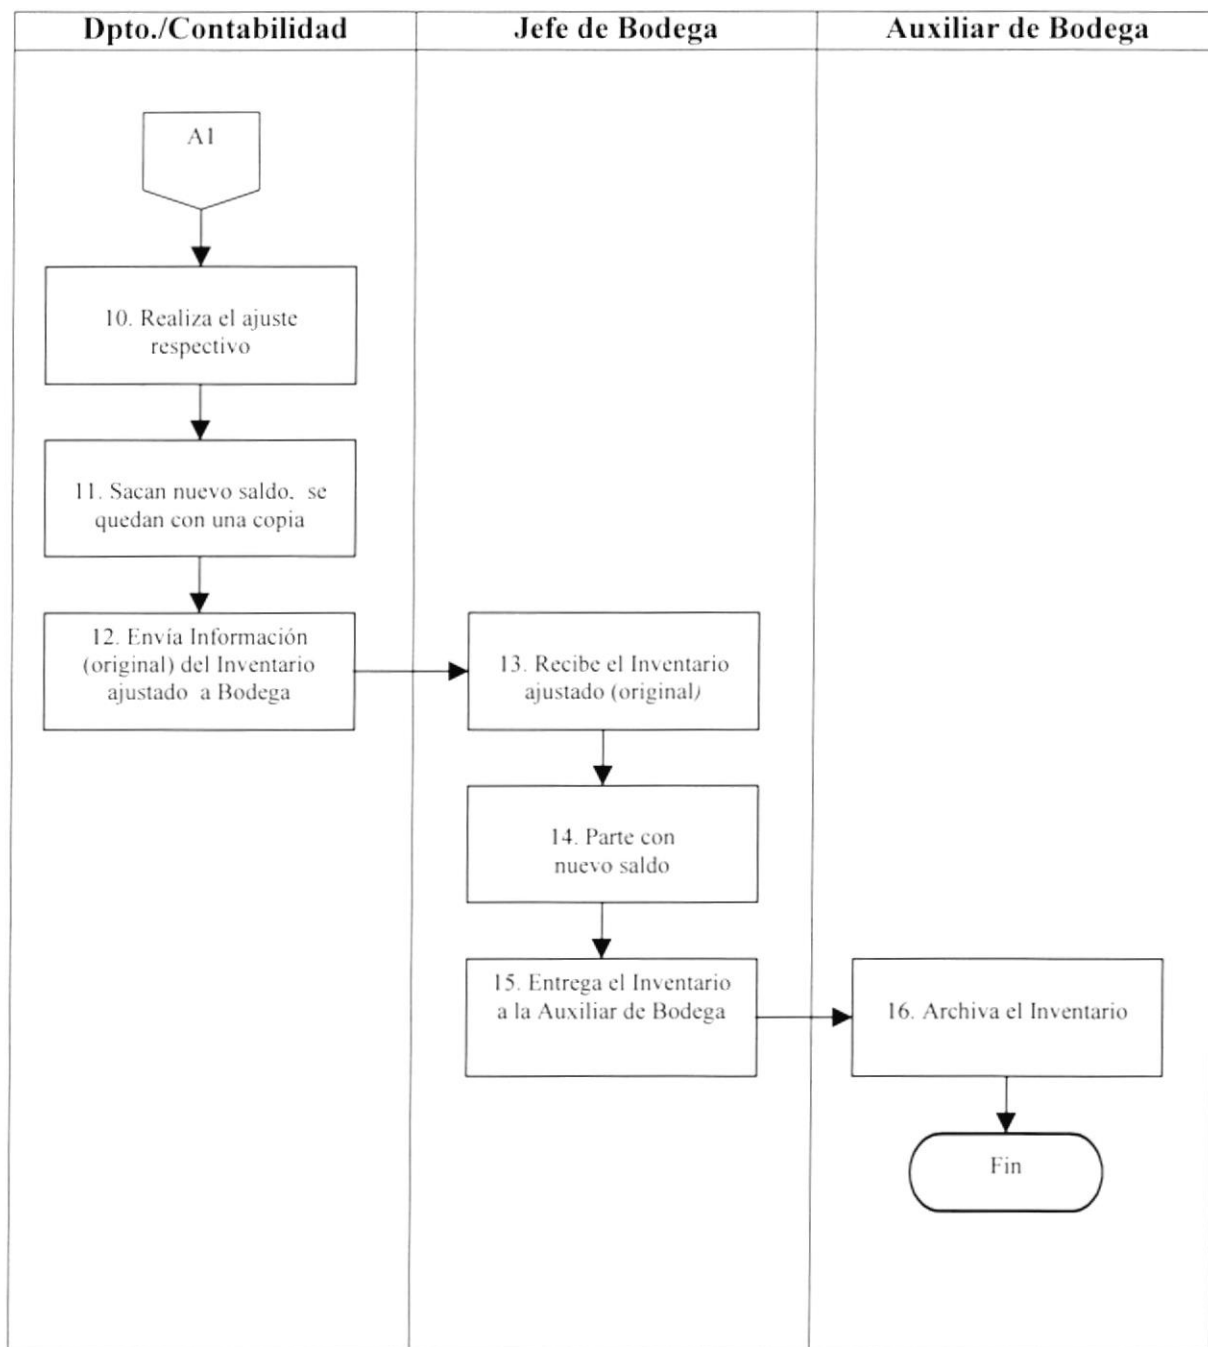 Dpto./Contabilidad
Jefe de Bodega
Auxiliar de Bodega
A1
10. Realiza el ajuste
respectivo
11. Sacan nuevo saldo, se
quedan con una copia
12. Envía Información
(original) del Inventario
ajustado a Bodega
13. Recibe el Inventario
ajustado (original)
14. Parte con
nuevo saldo
15. Entrega el Inventario
a la Auxiliar de Bodega
16. Archiva el Inventario
Fin